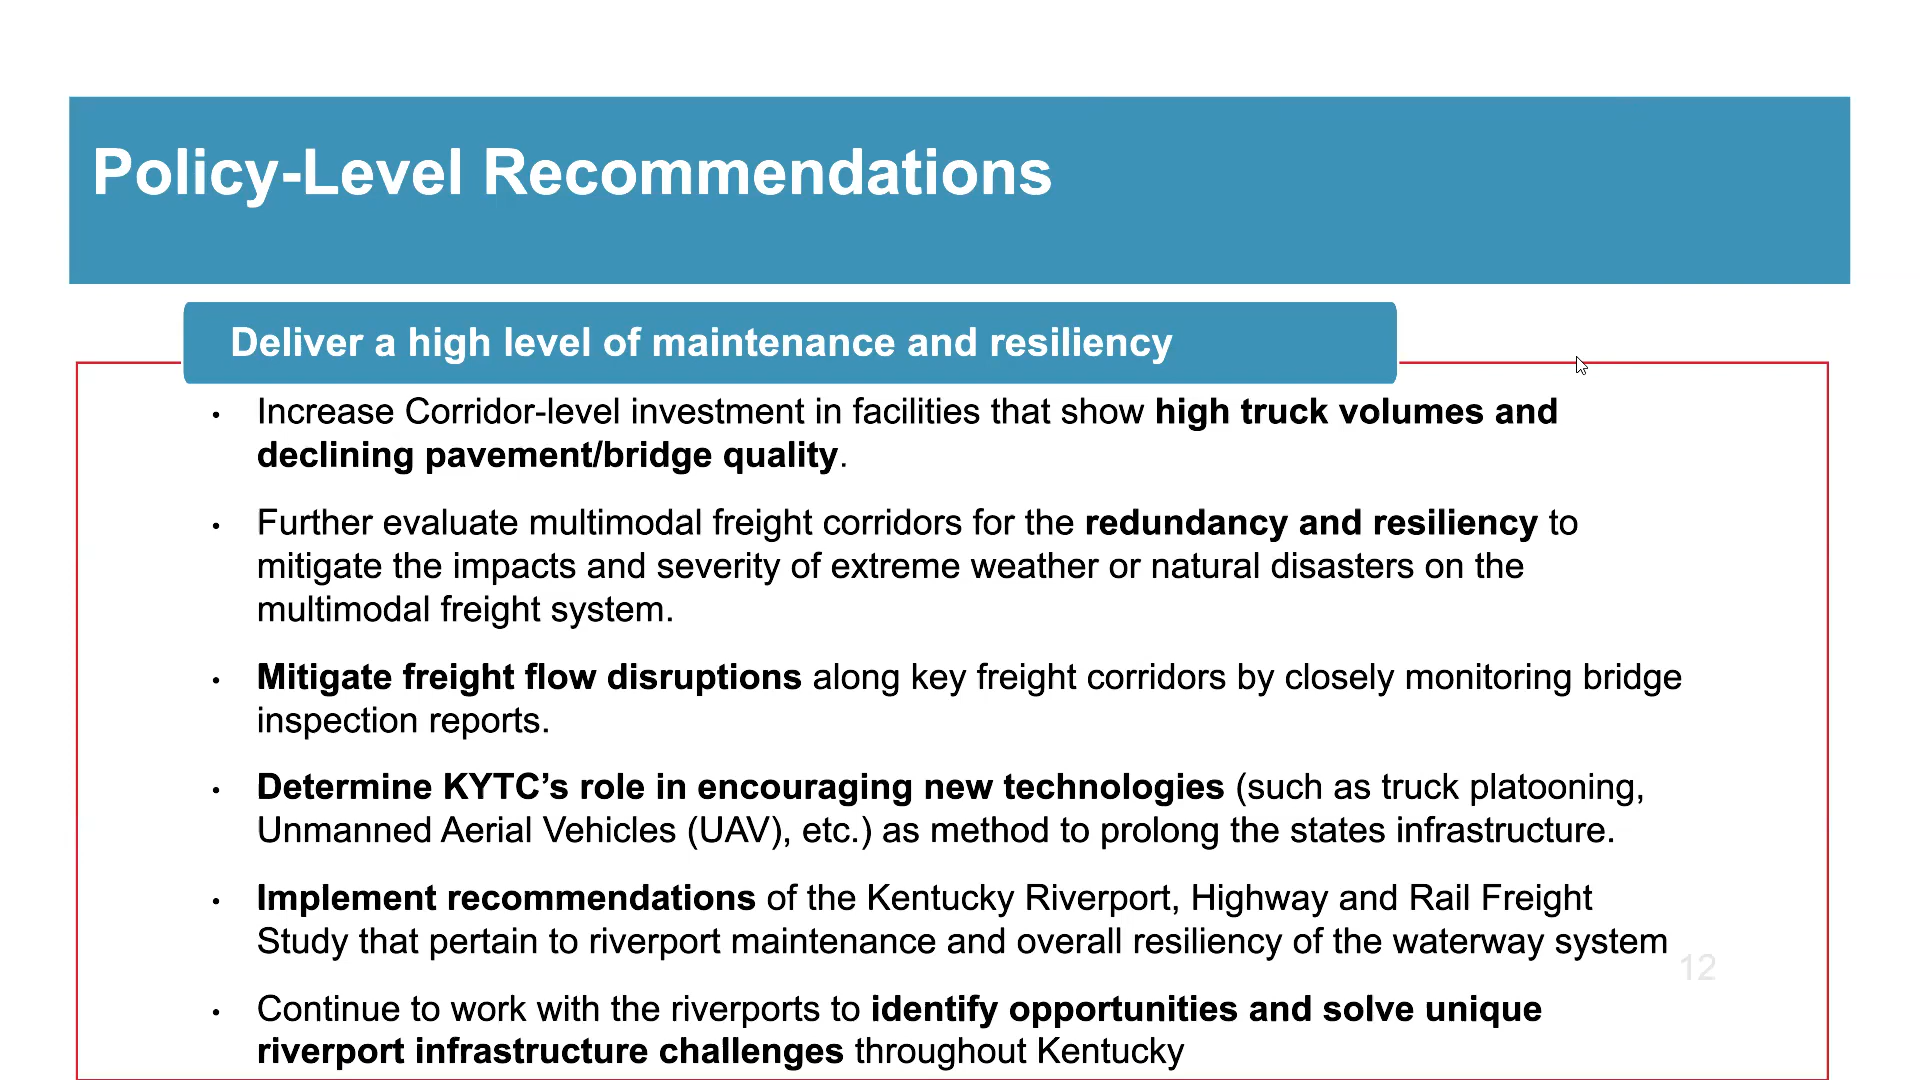 Policy-Level Recommendations
Deliver a high level of maintenance and resiliency
• Increase Corridor-level investment in facilities that show high truck volumes and
declining pavement/bridge quality.
• Further evaluate multimodal freight corridors for the redundancy and resiliency to
mitigate the impacts and severity of extreme weather or natural disasters on the
multimodal freight system.
• Mitigate freight flow disruptions along key freight corridors by closely monitoring bridge
inspection reports.
• Determine KYTC’s role in encouraging new technologies (such as truck platooning,
Unmanned Aerial Vehicles (UAV), etc.) as method to prolong the states infrastructure.
• Implement recommendations of the Kentucky Riverport, Highway and Rail Freight
Study that pertain to riverport maintenance and overall resiliency of the waterway system
12
• Continue to work with the riverports to identify opportunities and solve unique
riverport infrastructure challenges throughout Kentucky